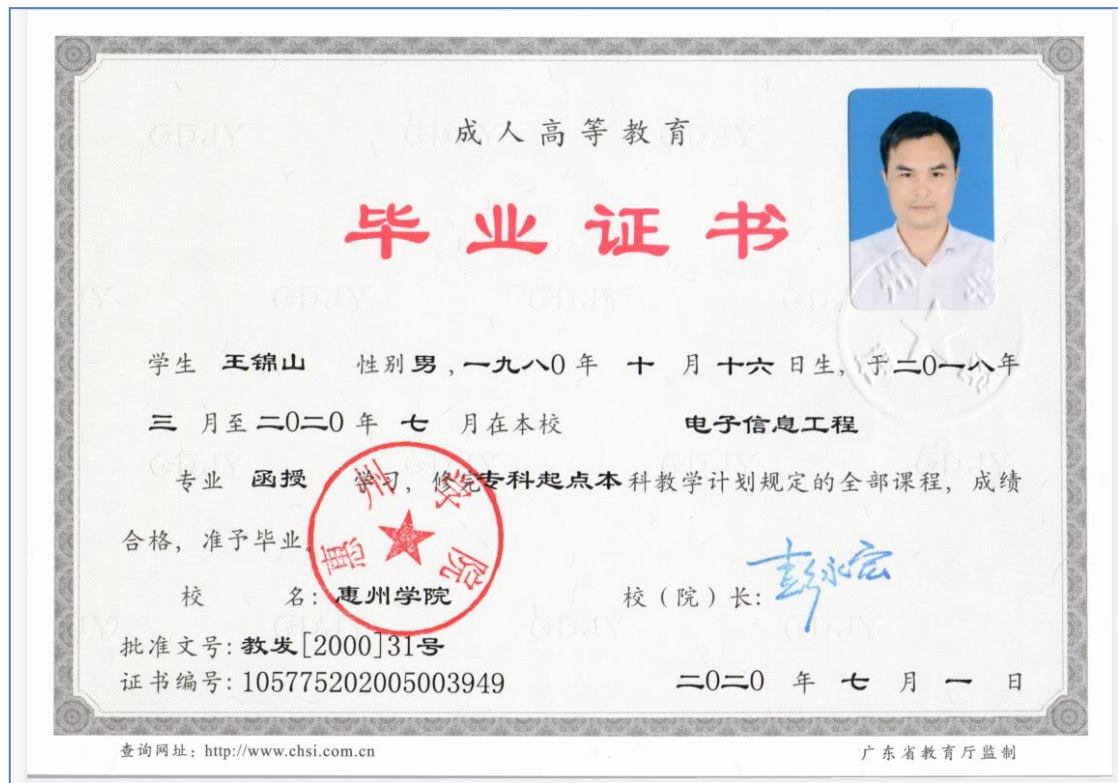 成人高等教育
毕业证书
学生 王锦山 性别 男 , 一九八0 年 十 月 十六 日生, 于 二0一八 年
三 月至 二0二0 年 七 月在本校 电子信息工程
专业 函授 学习, 修完 专科起点本 科教学计划规定的全部课程, 成绩
合格, 准予毕业。
校 名: 惠州学院
校(院)长: 彭永宏
批准文号: 教发[2000]31号
证书编号: 105775202005003949
二0二0 年 七 月 一 日
惠州学院
查询网址: http://www.chsi.com.cn
广东省教育厅监制